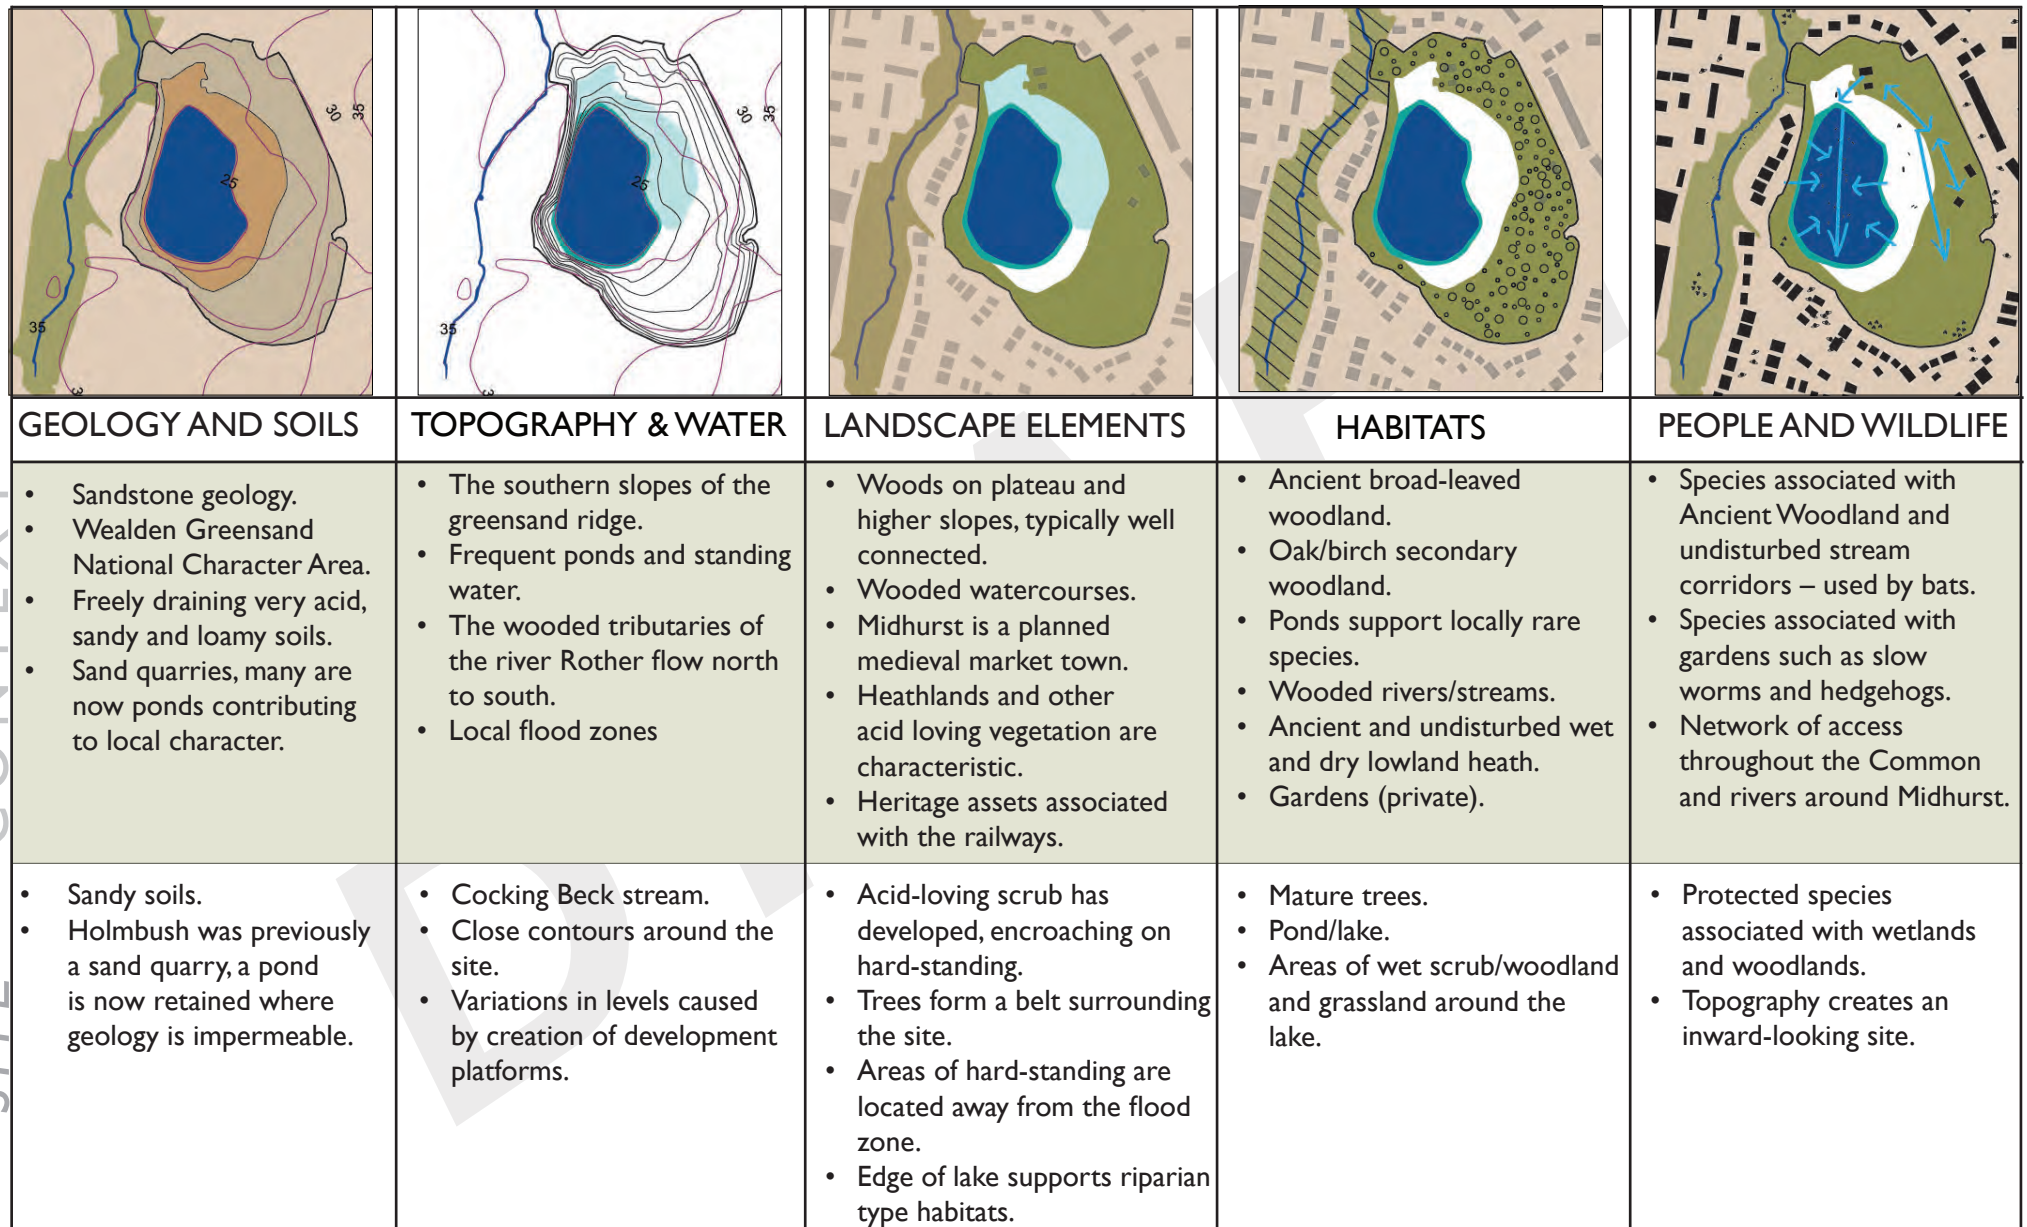 25
30
35
35
3
25
30
35
35
3
GEOLOGY AND SOILS
TOPOGRAPHY & WATER
LANDSCAPE ELEMENTS
HABITATS
PEOPLE AND WILDLIFE
• Sandstone geology.
• Wealden Greensand
National Character Area.
• Freely draining very acid,
sandy and loamy soils.
• Sand quarries, many are
now ponds contributing
to local character.
• The southern slopes of the
greensand ridge.
• Frequent ponds and standing
water.
• The wooded tributaries of
the river Rother flow north
to south.
• Local flood zones
• Woods on plateau and
higher slopes, typically well
connected.
• Wooded watercourses.
• Midhurst is a planned
medieval market town.
• Heathlands and other
acid loving vegetation are
characteristic.
• Heritage assets associated
with the railways.
• Ancient broad-leaved
woodland.
• Oak/birch secondary
woodland.
• Ponds support locally rare
species.
• Wooded rivers/streams.
• Ancient and undisturbed wet
and dry lowland heath.
• Gardens (private).
• Species associated with
Ancient Woodland and
undisturbed stream
corridors – used by bats.
• Species associated with
gardens such as slow
worms and hedgehogs.
• Network of access
throughout the Common
and rivers around Midhurst.
• Sandy soils.
• Holmbush was previously
a sand quarry, a pond
is now retained where
geology is impermeable.
• Cocking Beck stream.
• Close contours around the
site.
• Variations in levels caused
by creation of development
platforms.
• Acid-loving scrub has
developed, encroaching on
hard-standing.
• Trees form a belt surrounding
the site.
• Areas of hard-standing are
located away from the flood
zone.
• Edge of lake supports riparian
type habitats.
• Mature trees.
• Pond/lake.
• Areas of wet scrub/woodland
and grassland around the
lake.
• Protected species
associated with wetlands
and woodlands.
• Topography creates an
inward-looking site.